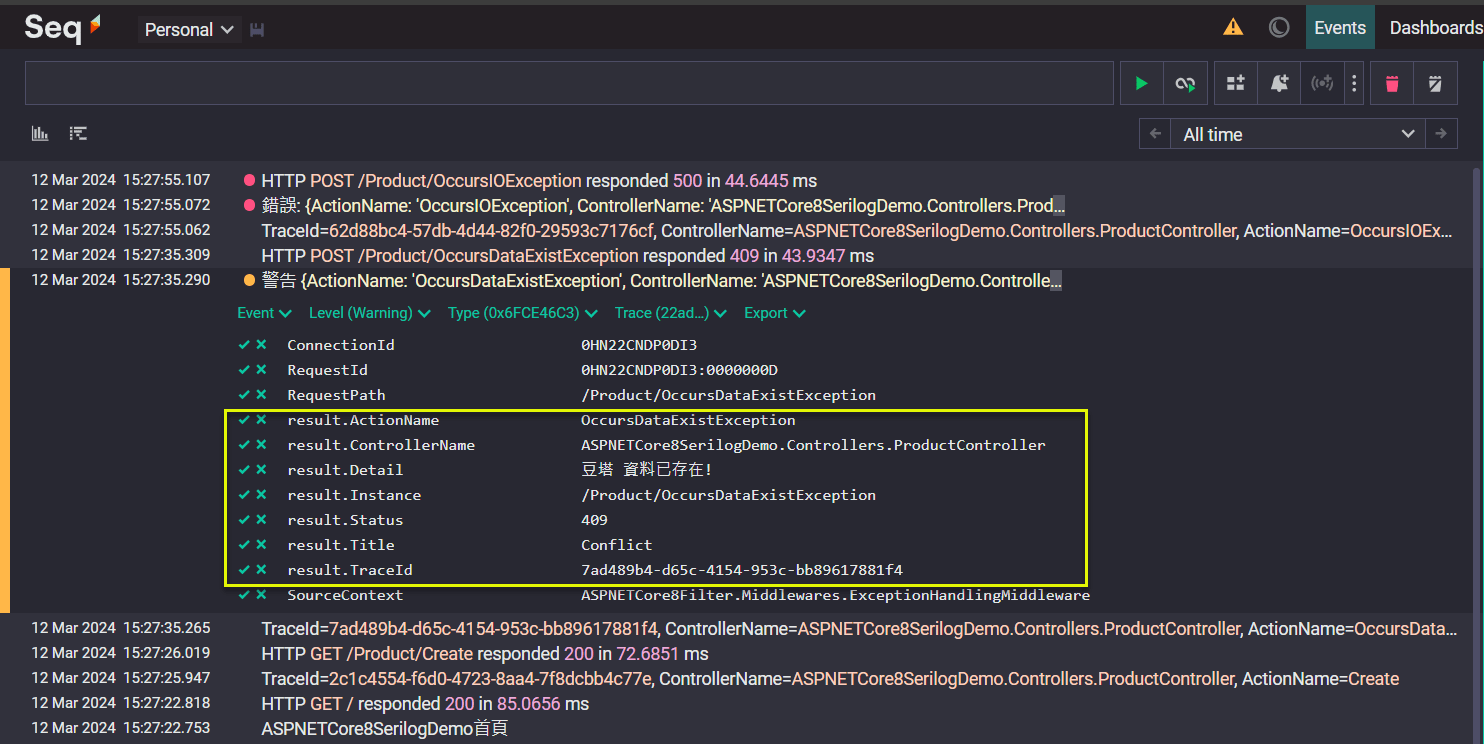 Seq Personal Events Dashboards
All time
12 Mar 2024 15:27:55.107 HTTP POST /Product/OccursIOException responded 500 in 44.6445 ms
12 Mar 2024 15:27:55.072 錯誤: {ActionName: 'OccursIOException', ControllerName: 'ASPNETCore8SerilogDemo.Controllers.Prod...
12 Mar 2024 15:27:55.062 TraceId=62d88bc4-57db-4d44-82f0-29593c7176cf, ControllerName=ASPNETCore8SerilogDemo.Controllers.ProductController, ActionName=OccursIOEx...
12 Mar 2024 15:27:35.309 HTTP POST /Product/OccursDataExistException responded 409 in 43.9347 ms
12 Mar 2024 15:27:35.290 警告 {ActionName: 'OccursDataExistException', ControllerName: 'ASPNETCore8SerilogDemo.Controlle...
Event Level (Warning) Type (0x6FCE46C3) Trace (22ad...) Export
ConnectionId 0HN22CNDP0DI3
RequestId 0HN22CNDP0DI3:0000000D
RequestPath /Product/OccursDataExistException
result.ActionName OccursDataExistException
result.ControllerName ASPNETCore8SerilogDemo.Controllers.ProductController
result.Detail 豆塔 資料已存在!
result.Instance /Product/OccursDataExistException
result.Status 409
result.Title Conflict
result.TraceId 7ad489b4-d65c-4154-953c-bb89617881f4
SourceContext ASPNETCore8Filter.Middlewares.ExceptionHandlingMiddleware
12 Mar 2024 15:27:35.265 TraceId=7ad489b4-d65c-4154-953c-bb89617881f4, ControllerName=ASPNETCore8SerilogDemo.Controllers.ProductController, ActionName=OccursData...
12 Mar 2024 15:27:26.019 HTTP GET /Product/Create responded 200 in 72.6851 ms
12 Mar 2024 15:27:25.947 TraceId=2c1c4554-f6d0-4723-8aa4-7f8dcbb4c77e, ControllerName=ASPNETCore8SerilogDemo.Controllers.ProductController, ActionName=Create
12 Mar 2024 15:27:22.818 HTTP GET / responded 200 in 85.0656 ms
12 Mar 2024 15:27:22.753 ASPNETCore8SerilogDemo首頁